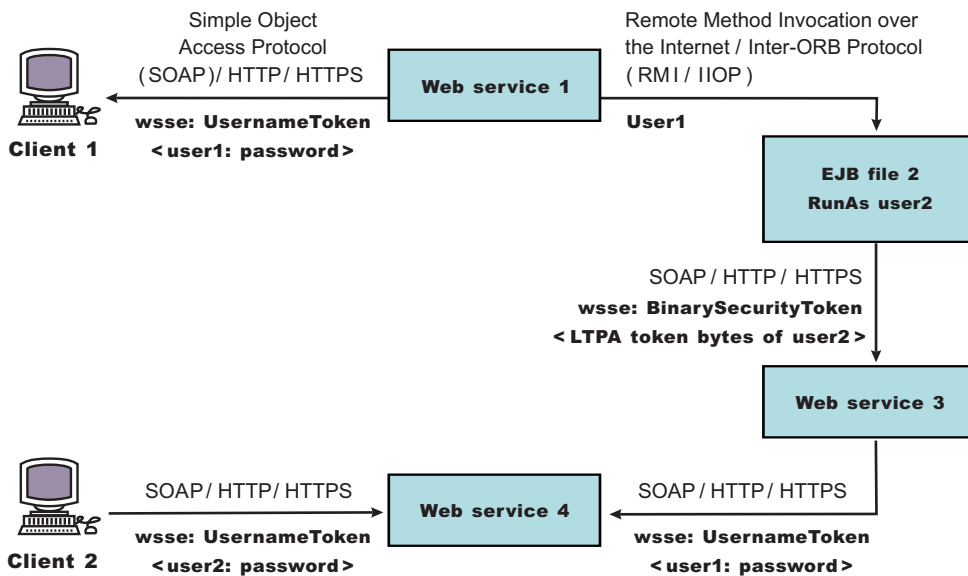 Simple Object
Access Protocol
(SOAP)/ HTTP/ HTTPS
wsse: UsernameToken
<user1: password>
Client 1
Web service 1
Remote Method Invocation over
the Internet / Inter-ORB Protocol
(RMI / IIOP)
User1
EJB file 2
RunAs user2
SOAP / HTTP / HTTPS
wsse: BinarySecurityToken
<LTPA token bytes of user2>
Web service 3
Client 2
SOAP / HTTP/ HTTPS
wsse: UsernameToken
<user2: password>
Web service 4
SOAP / HTTP/ HTTPS
wsse: UsernameToken
<user1: password>